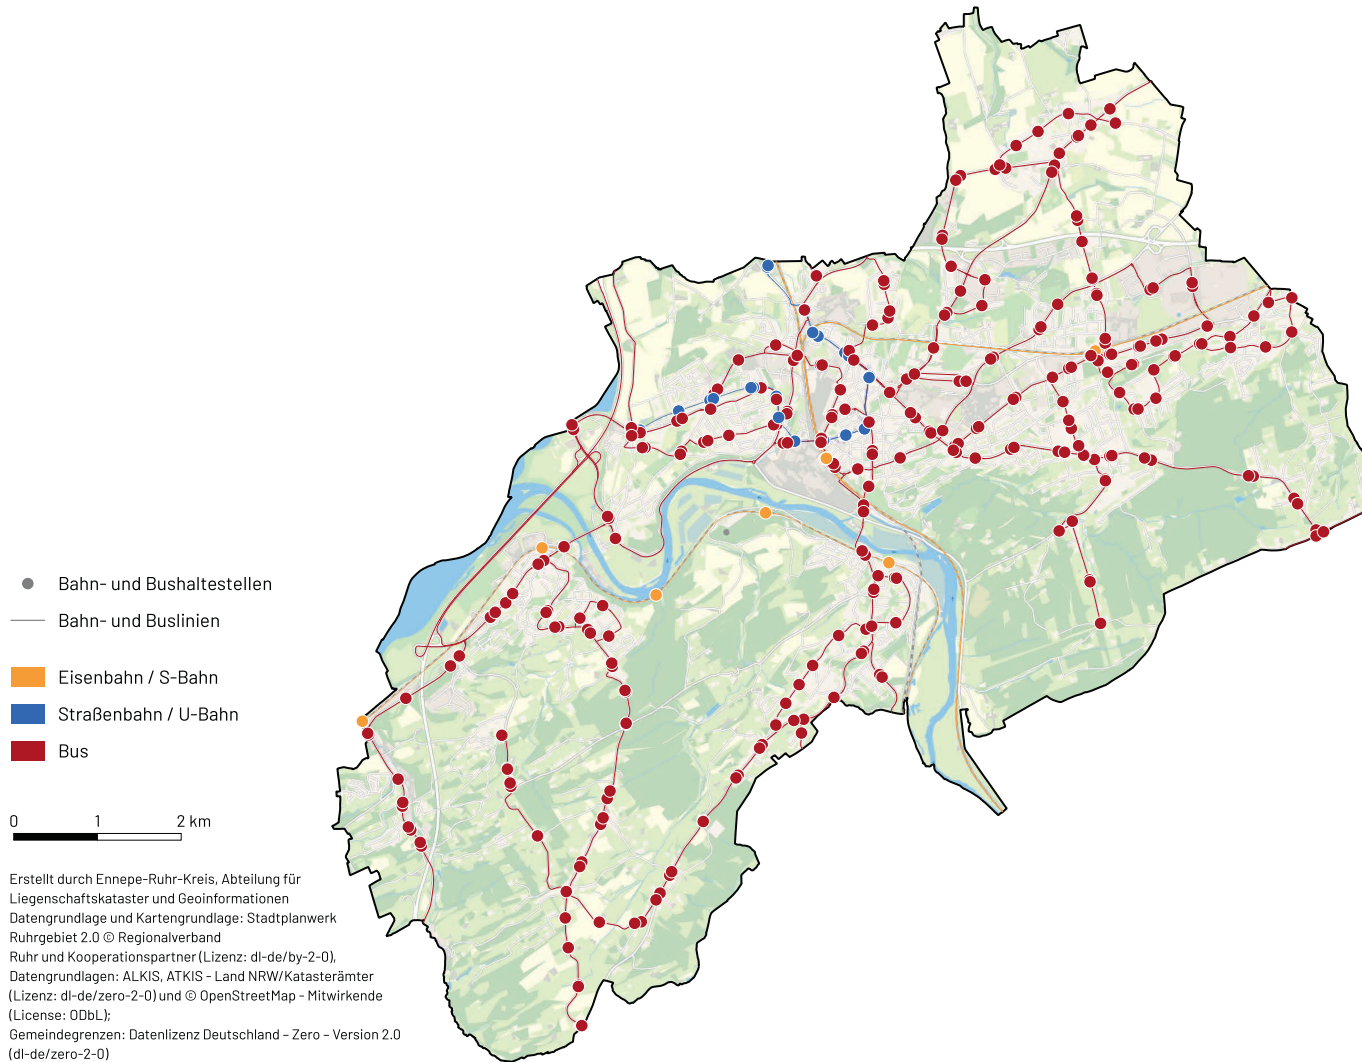 Bahn- und Bushaltestellen
Bahn- und Buslinien
Eisenbahn / S-Bahn
Straßenbahn / U-Bahn
Bus
0 1 2 km
Erstellt durch Ennepe-Ruhr-Kreis, Abteilung für
Liegenschaftskataster und Geoinformationen
Datengrundlage und Kartengrundlage: Stadtplanwerk
Ruhrgebiet 2.0 © Regionalverband
Ruhr und Kooperationspartner (Lizenz: dl-de/by-2-0),
Datengrundlagen: ALKIS, ATKIS - Land NRW/Katasterämter
(Lizenz: dl-de/zero-2-0) und © OpenStreetMap - Mitwirkende
(License: ODbL);
Gemeindegrenzen: Datenlizenz Deutschland – Zero – Version 2.0
(dl-de/zero-2-0)